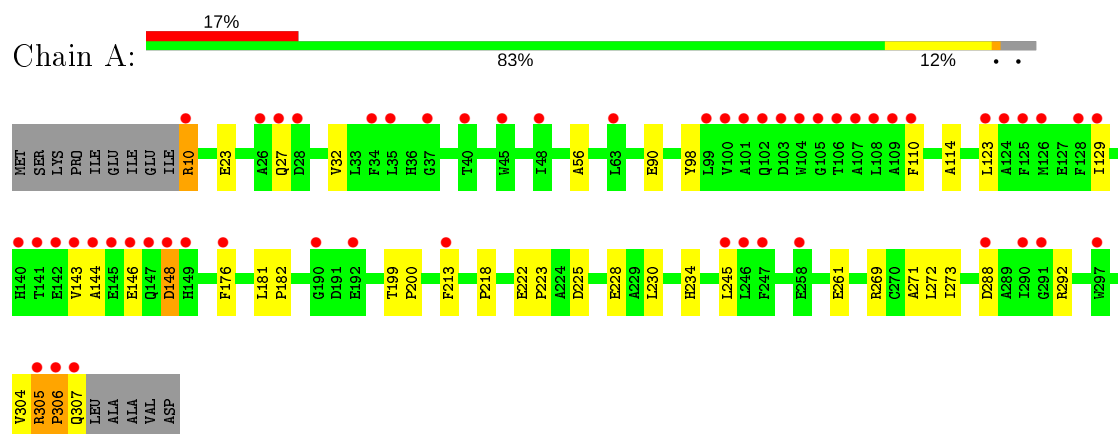 17%
Chain A:
83% 12% • •
MET SER LYS PRO ILE GLU ILE GLU ILE R10 E23 A26 Q27 D28 V32 L33 F34 L35 H36 G37 T40 W45 I48 A56 L63 E90 Y98 L99 V100 A101 Q102 D103 W104 G105 T106 A107 L108 A109 F110 A114 L123 A124 F125 M126 E127 F128 I129
H140 T141 E142 V143 A144 E145 E146 Q147 D148 H149 F176 L181 P182 G190 D191 E192 T199 P200 F213 P218 E222 P223 A224 D225 E228 A229 L230 H234 L245 L246 F247 E258 E261 R269 C270 A271 L272 I273 D288 A289 I290 G291 R292 W297
V304 R305 P306 Q307 LEU ALA ALA VAL ASP